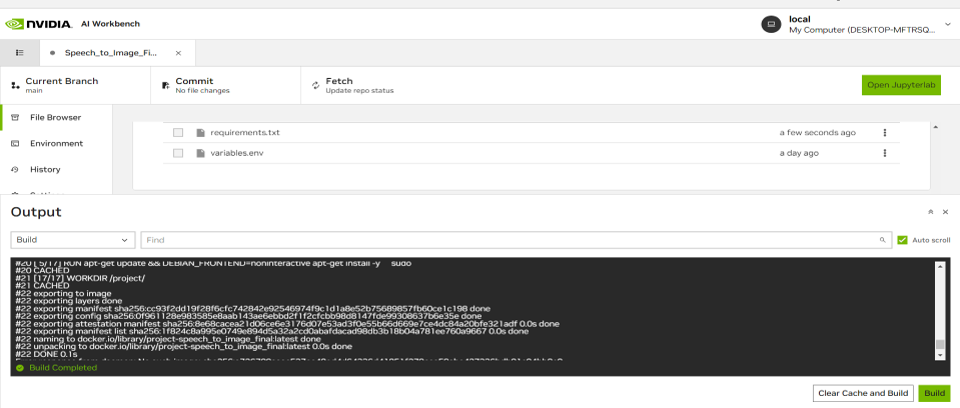 NVIDIA. AI Workbench
local
My Computer (DESKTOP-MFTRSQ...
Speech_to_Image_Fi...
Current Branch
main
Commit
No file changes
Fetch
Update repo status
Open Jupyterlab
File Browser
requirements.txt
a few seconds ago
variables.env
a day ago
Environment
History
Output
Build
Find
Auto scroll
#20 [ 5/17] RUN apt-get update && DEBIAN_FRONTEND=noninteractive apt-get install -y sudo
#20 CACHED
#21 [17/17] WORKDIR /project/
#21 CACHED
#22 exporting to image
#22 exporting layers done
#22 exporting manifest sha256:cc93f2dd19f28f6cfc742842e92546974f9c1d1a8e52b75689857fb60ce1c198 done
#22 exporting config sha256:0f961128e983585e8aab143ae6ebbd2f1f2cfcbb98d8147fde99308637b6e35e done
#22 exporting attestation manifest sha256:8e68cacea21d06ce6e3176d07e53ad3f0e55b66d669e7ce4dc84a20bfe321adf 0.0s done
#22 exporting manifest list sha256:1f824c8a995e0749e894d5a320a2cd0abafdacad98db3b18b04a781ee760a9667 0.0s done
#22 naming to docker.io/library/project-speech_to_image_final:latest done
#22 unpacking to docker.io/library/project-speech_to_image_final:latest 0.0s done
#22 DONE 0.1s
Build Completed
Clear Cache and Build
Build